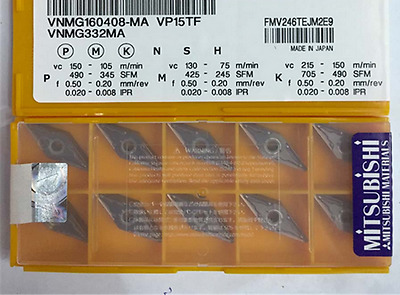 VNMG160408-MA VP15TF
VNMG332MA
FMV246TEJM2E9
MADE IN JAPAN
P M K N S H
vc 150 - 105 m/min
490 - 345 SFM
f 0.50 - 0.20 mm/rev
0.020 - 0.008 IPR
M
vc 130 - 75 m/min
425 - 245 SFM
f 0.50 - 0.20 mm/rev
0.020 - 0.008 IPR
K
vc 215 - 150 m/min
705 - 490 SFM
f 0.50 - 0.20 mm/rev
0.020 - 0.008 IPR
WARNING
MITSUBISHI
MITSUBISHI MATERIALS